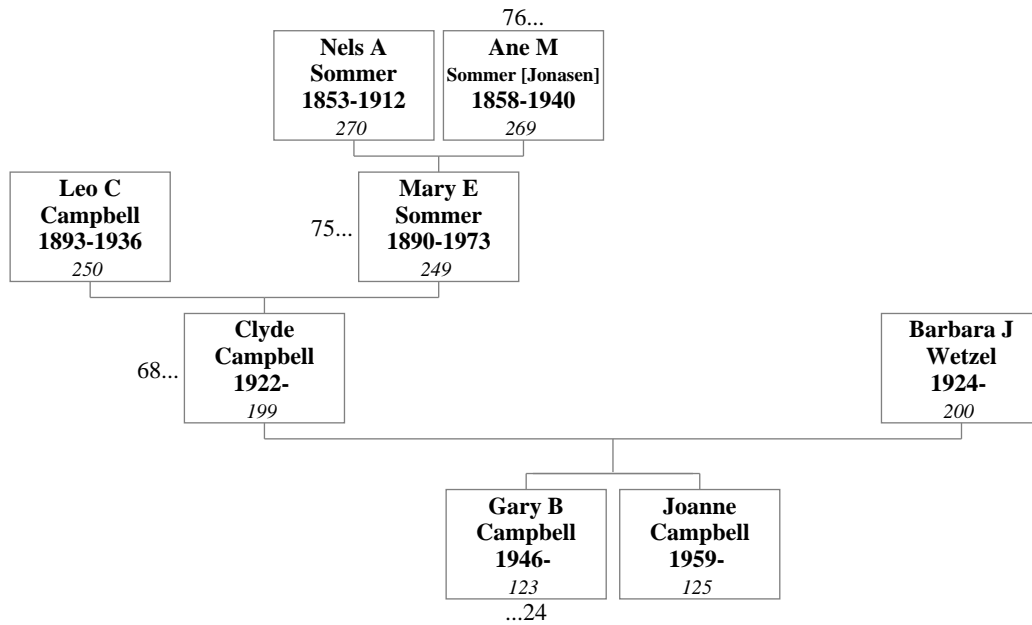 76...
Nels A
Sommer
1853-1912
270
Ane M
Sommer [Jonasen]
1858-1940
269
Leo C
Campbell
1893-1936
250
75...
Mary E
Sommer
1890-1973
249
68...
Clyde
Campbell
1922-
199
Barbara J
Wetzel
1924-
200
Gary B
Campbell
1946-
123
...24
Joanne
Campbell
1959-
125